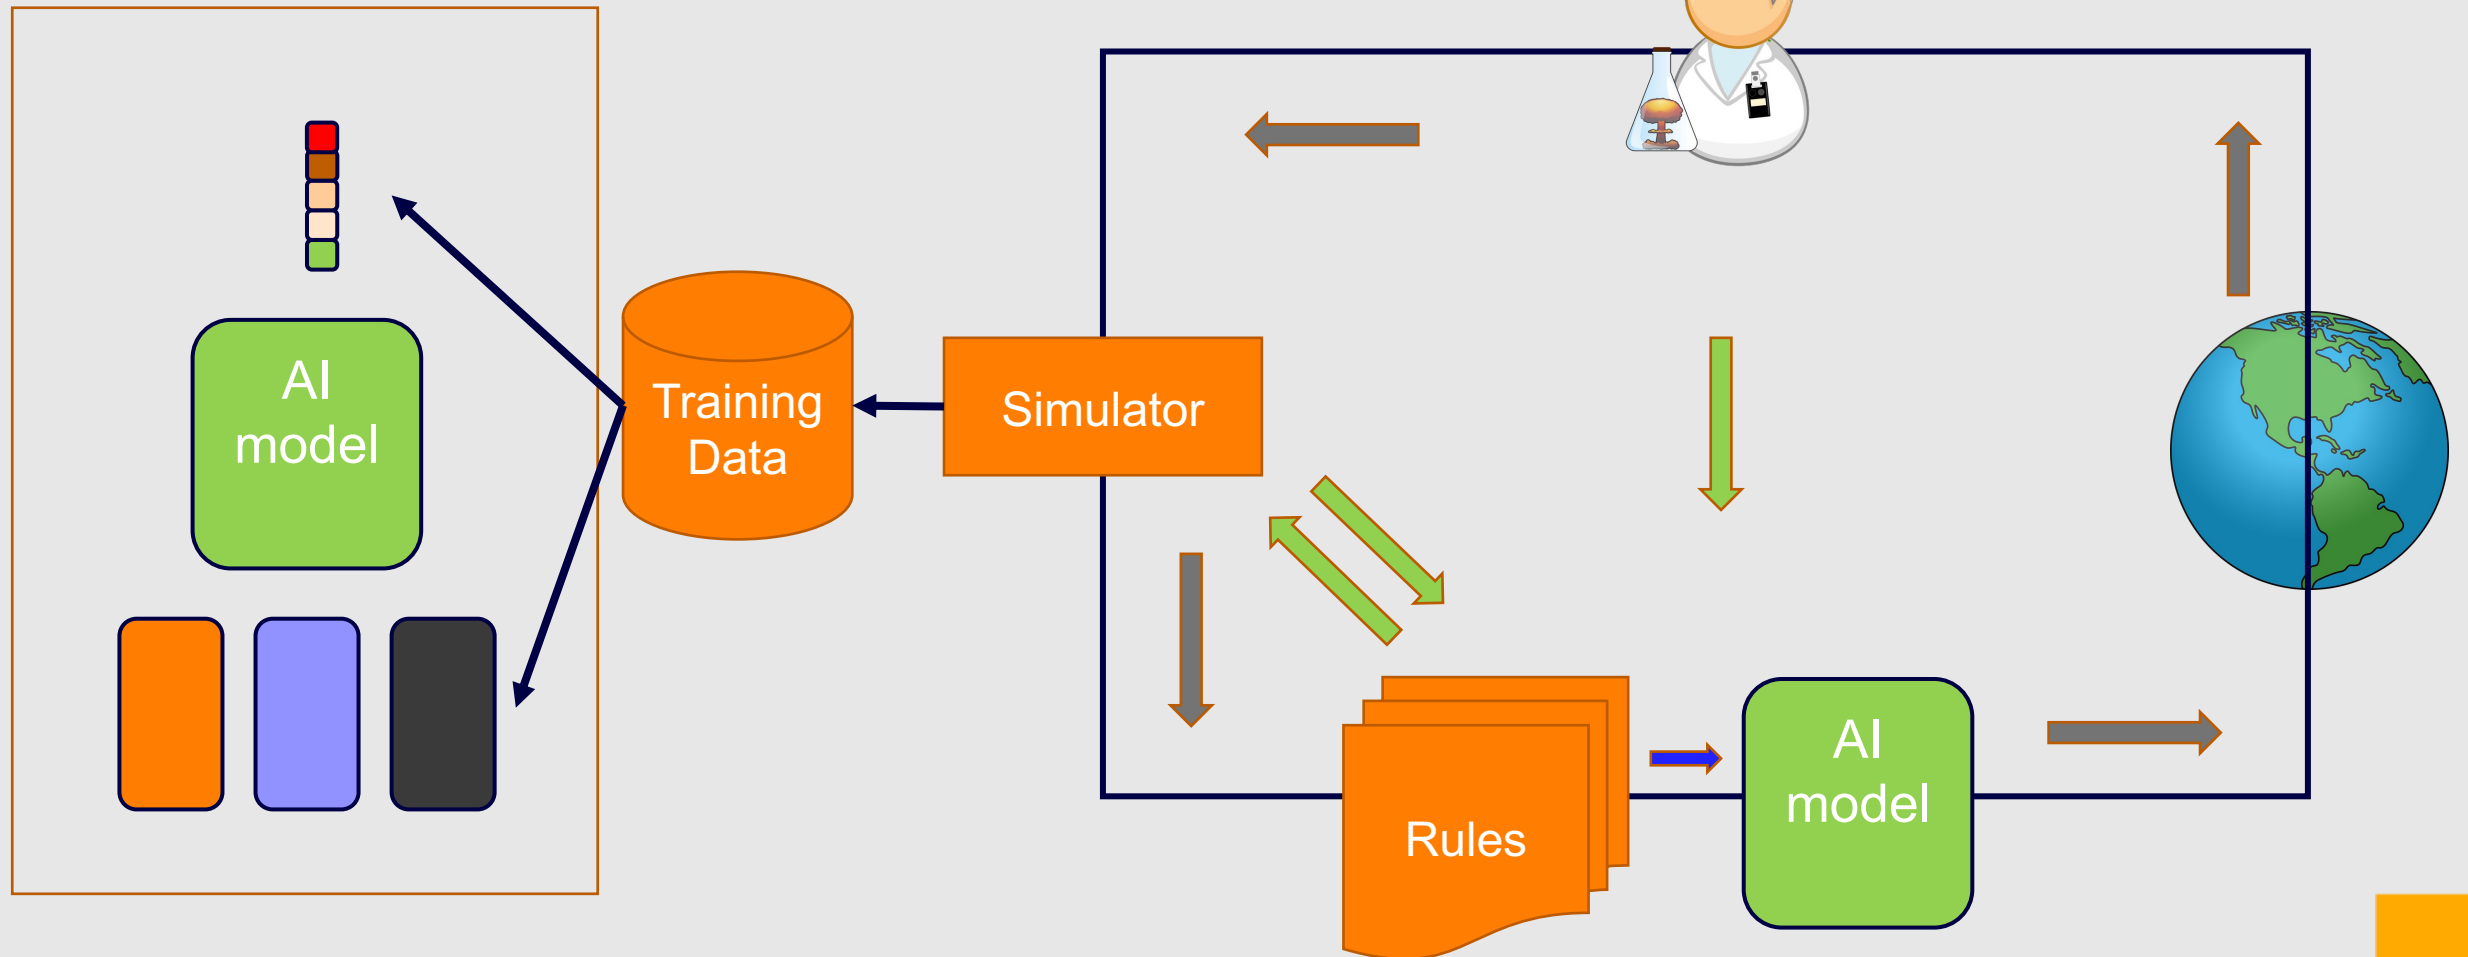 AI
model
Training
Data
Simulator
Rules
AI
model